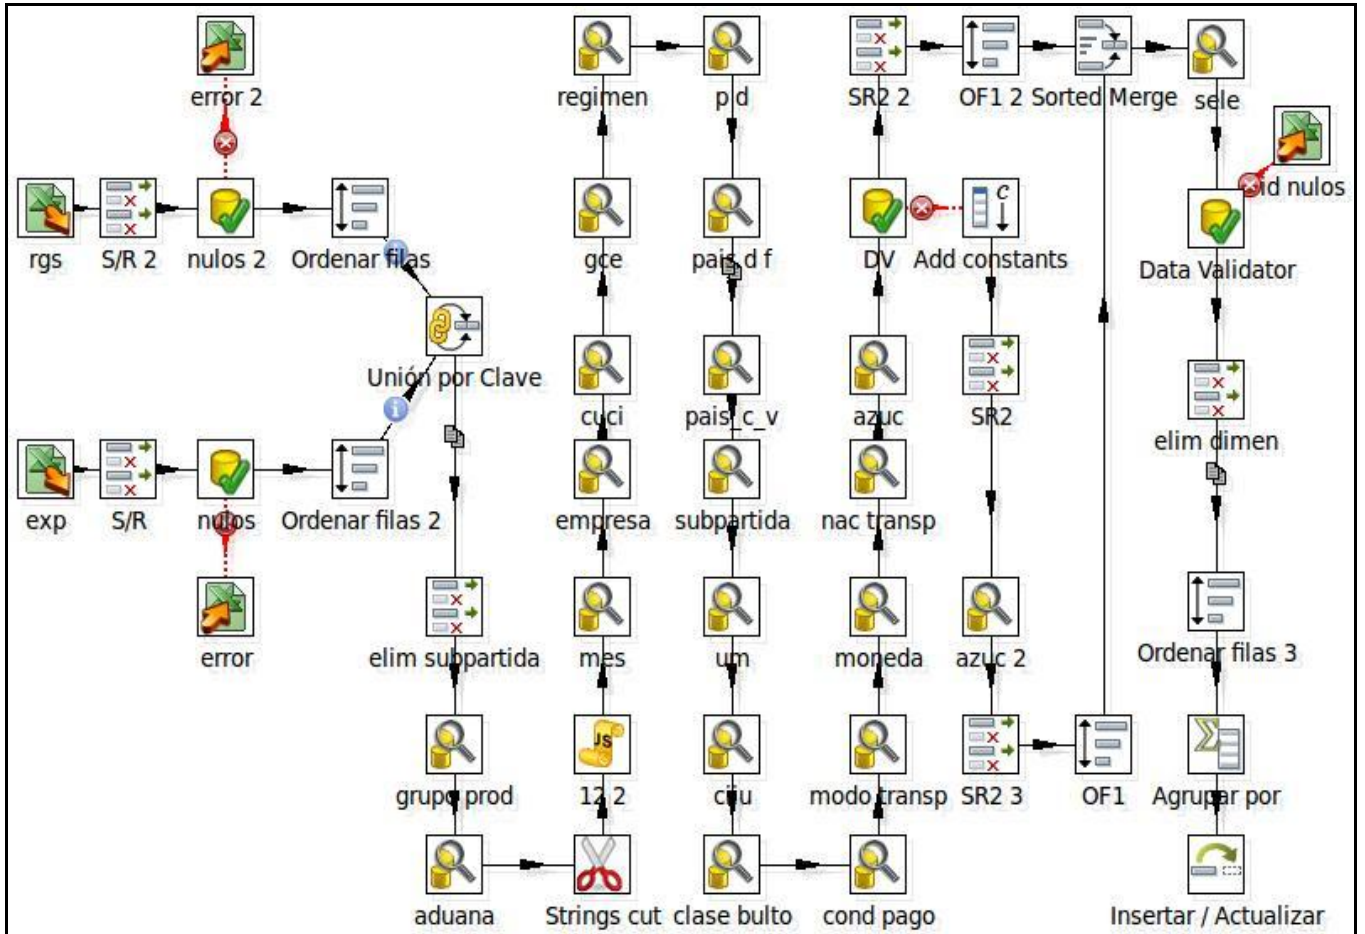 error 2
regimen
p d
SR2 2
OF1 2
Sorted Merge
sele
id nulos
rgs
S/R 2
nulos 2
Ordenar filas
gce
pais d f
DV
Add constants
Data Validator
Unión por Clave
cuci
pais_c_v
azuc
SR2
elim dimen
exp
S/R
nulos
Ordenar filas 2
empresa
subpartida
nac transp
error
elim subpartida
mes
um
moneda
azuc 2
Ordenar filas 3
JS
grupo prod
12 2
ciiu
modo transp
SR2 3
OF1
Agrupar por
aduana
Strings cut
clase bulto
cond pago
Insertar / Actualizar